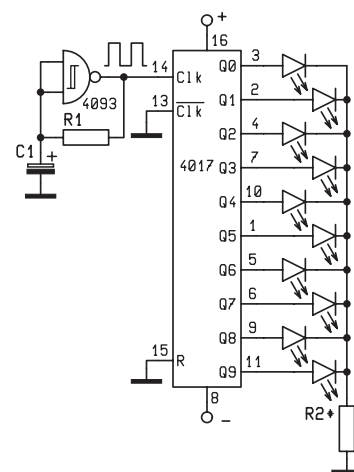 +
16
14 Clk Q0 3
4093
13 Clk Q1 2
R1
Q2 4
C1 +
4017 Q3 7
Q4 10
Q5 1
Q6 5
Q7 6
Q8 9
15 R
Q9 11
8
R2*
−